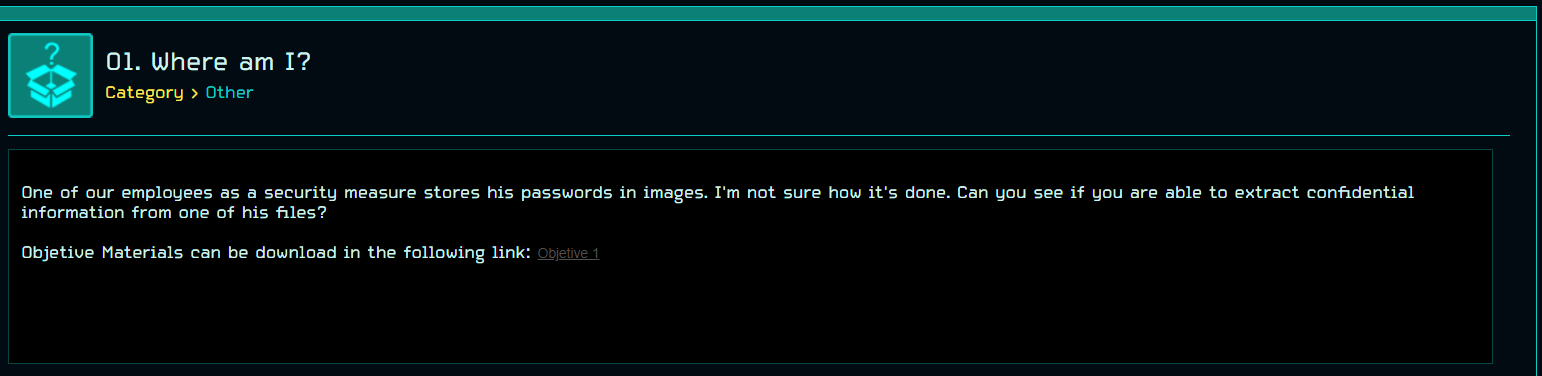 01. Where am I?
Category > Other
One of our employees as a security measure stores his passwords in images. I'm not sure how it's done. Can you see if you are able to extract confidential
information from one of his files?
Objetive Materials can be download in the following link: Objetive 1